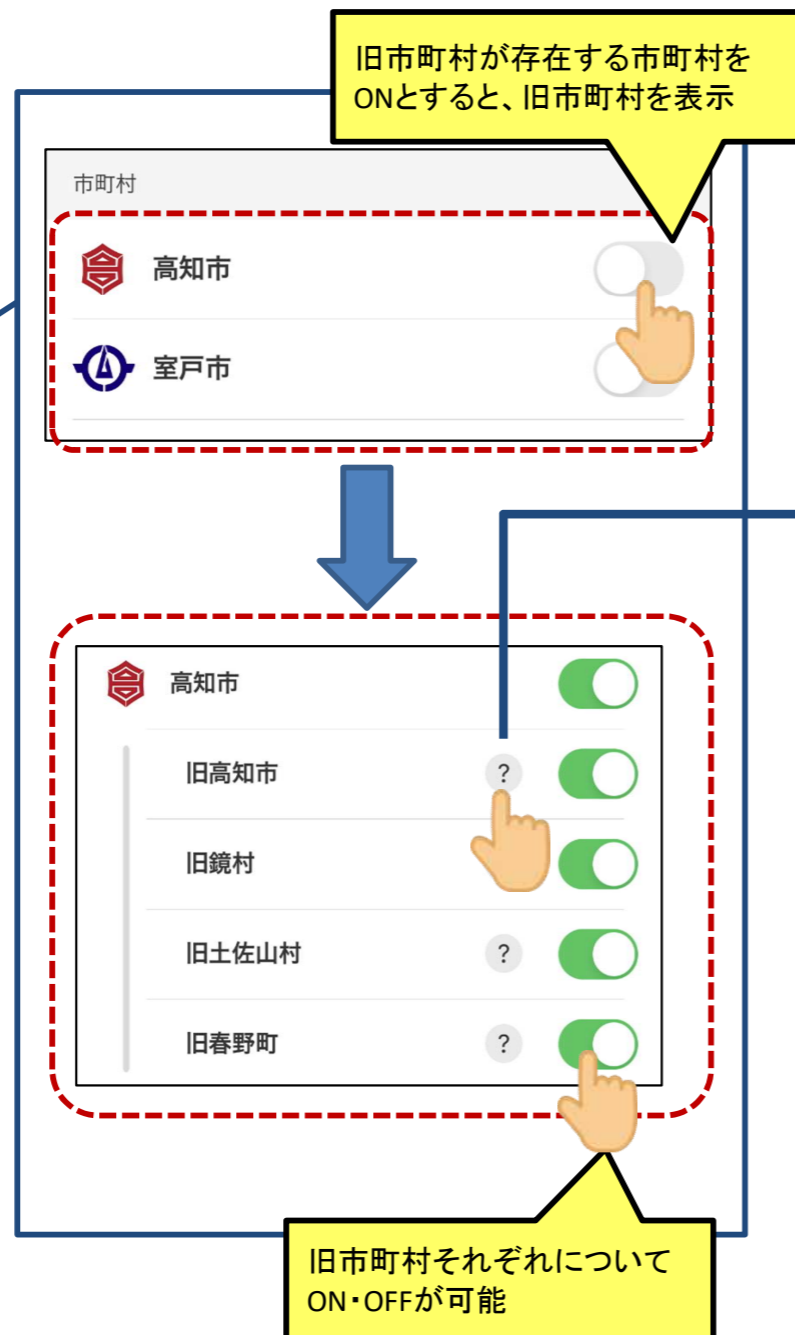 旧市町村が存在する市町村を
ONとすると、旧市町村を表示
市町村
高知市
室戸市
高知市
旧高知市 ?
旧鏡村
旧土佐山村 ?
旧春野町 ?
旧市町村それぞれについて
ON・OFFが可能